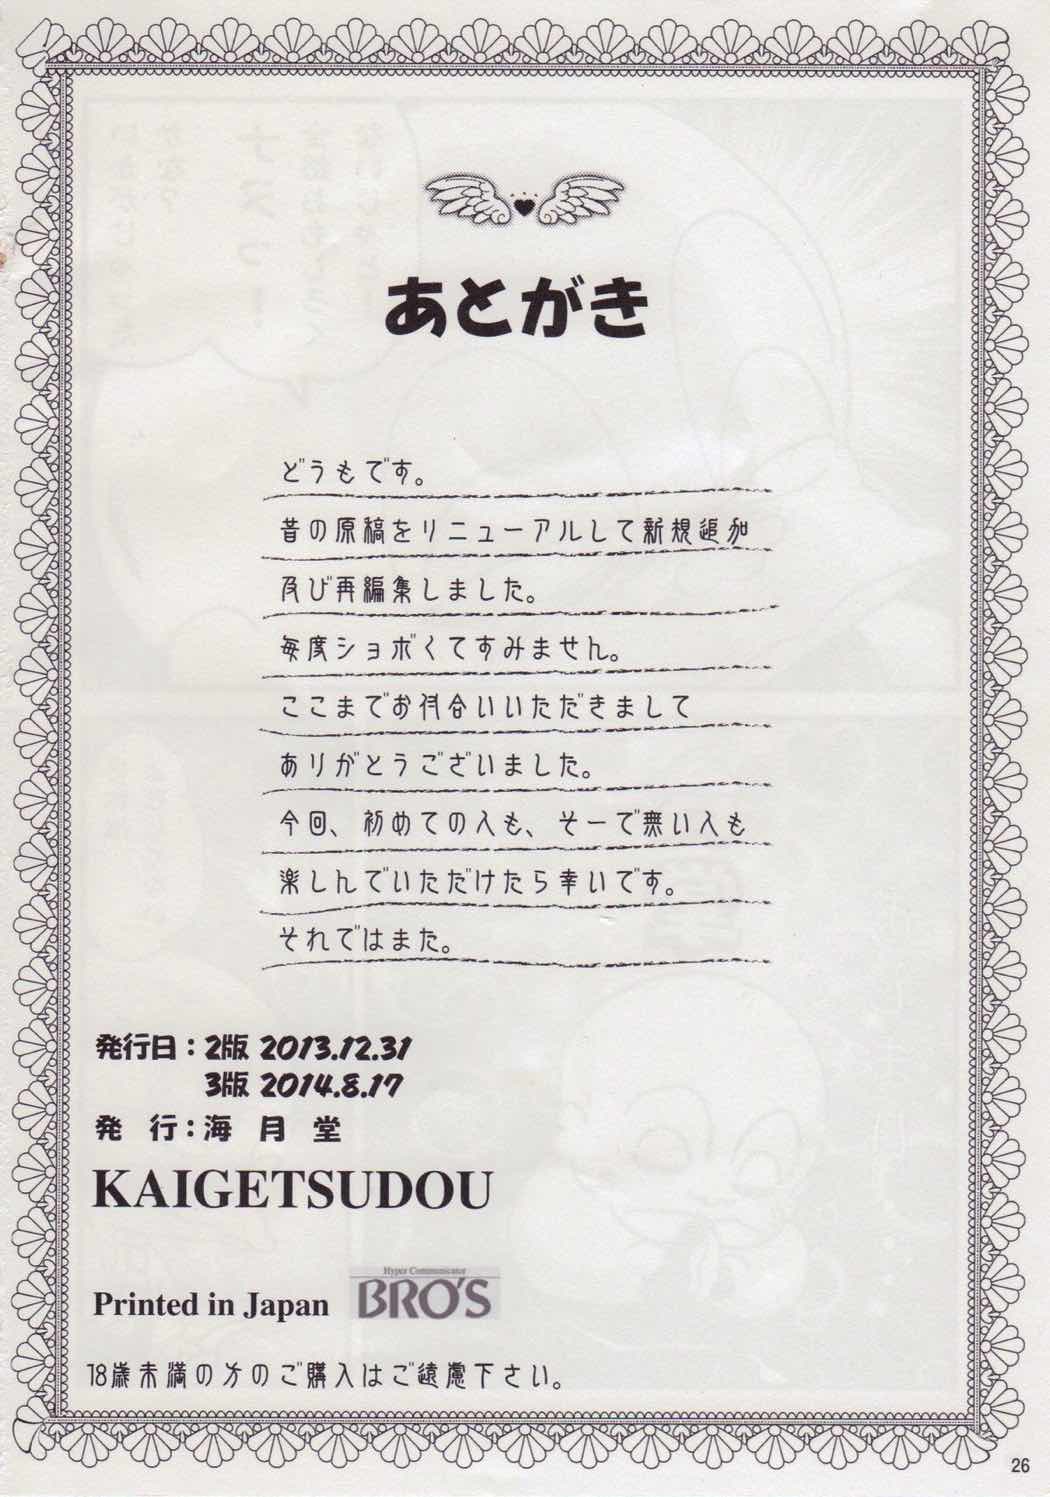 あとがき
どうもです。
昔の原稿をリニューアルして新規追加
及び再編集しました。
毎度ショボくてすみません。
ここまでお付合いいただきまして
ありがとうございました。
今回、初めての人も、そーで無い人も
楽しんでいただけたら幸いです。
それではまた。
発行日：2版 2013.12.31
3版 2014.8.17
発　行：海　月　堂
KAIGETSUDOU
Printed in Japan
Hyper Communicator
BRO'S
18歳未満の方のご購入はご遠慮下さい。
26